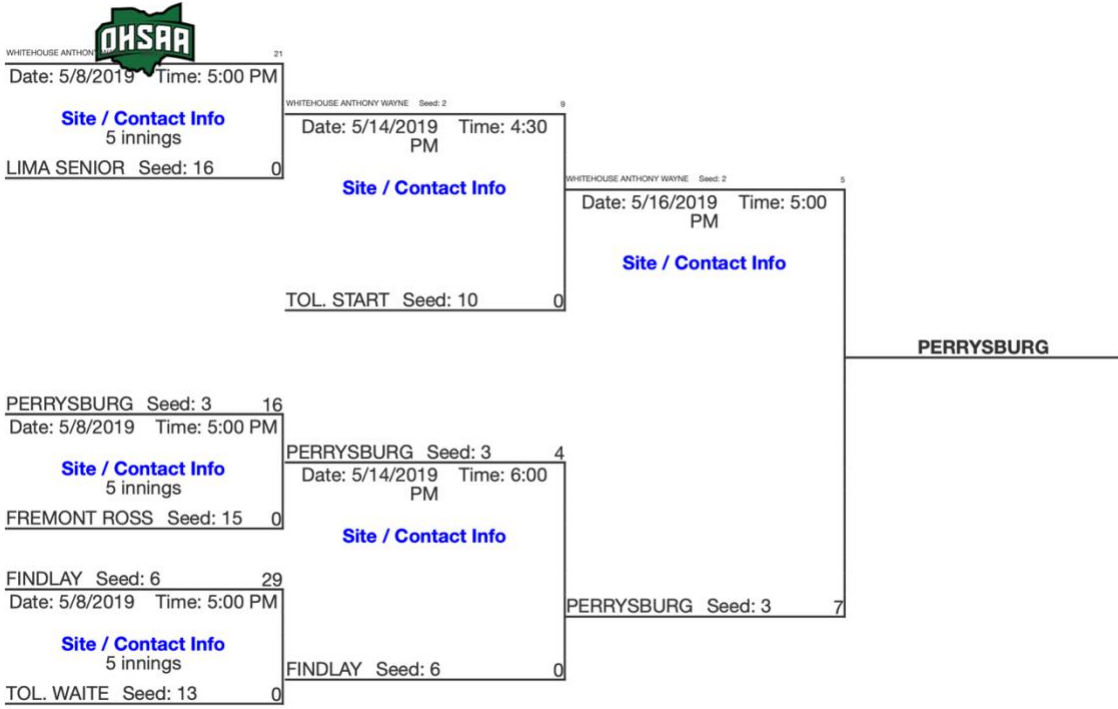 OHSAA
WHITEHOUSE ANTHONY 21
Date: 5/8/2019 Time: 5:00 PM
Site / Contact Info
5 innings
LIMA SENIOR Seed: 16 0
WHITEHOUSE ANTHONY WAYNE Seed: 2 9
Date: 5/14/2019 Time: 4:30
PM
Site / Contact Info
TOL. START Seed: 10 0
WHITEHOUSE ANTHONY WAYNE Seed: 2 5
Date: 5/16/2019 Time: 5:00
PM
Site / Contact Info
PERRYSBURG
PERRYSBURG Seed: 3 16
Date: 5/8/2019 Time: 5:00 PM
Site / Contact Info
5 innings
FREMONT ROSS Seed: 15 0
PERRYSBURG Seed: 3 4
Date: 5/14/2019 Time: 6:00
PM
Site / Contact Info
FINDLAY Seed: 6 29
Date: 5/8/2019 Time: 5:00 PM
Site / Contact Info
5 innings
TOL. WAITE Seed: 13 0
FINDLAY Seed: 6 0
PERRYSBURG Seed: 3 7